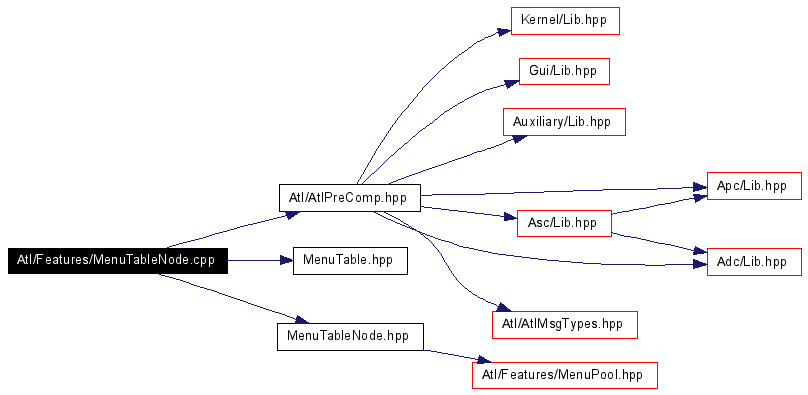 Kernel/Lib.hpp
Gui/Lib.hpp
Auxiliary/Lib.hpp
Apc/Lib.hpp
Atl/AtlPreComp.hpp
Asc/Lib.hpp
Atl/Features/MenuTableNode.cpp
MenuTable.hpp
Adc/Lib.hpp
Atl/AtlMsgTypes.hpp
MenuTableNode.hpp
Atl/Features/MenuPool.hpp